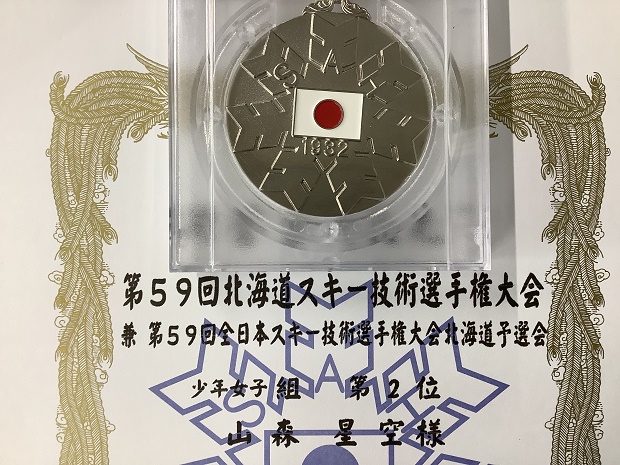 SAJ
1932
第59回北海道スキー技術選手権大会
兼 第59回全日本スキー技術選手権大会北海道予選会
少年女子組 第2位
山森 星空様
SA